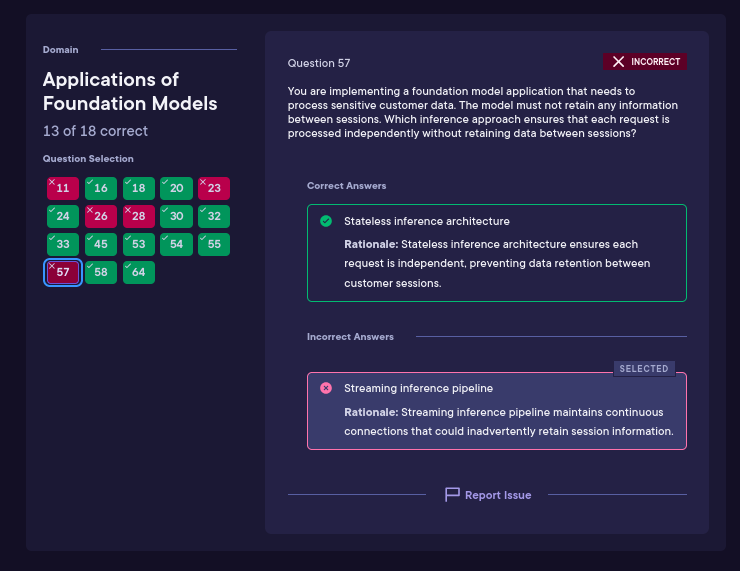 Domain
Applications of
Foundation Models
13 of 18 correct
Question Selection
11 16 18 20 23
24 26 28 30 32
33 45 53 54 55
57 58 64
Question 57
INCORRECT
You are implementing a foundation model application that needs to
process sensitive customer data. The model must not retain any information
between sessions. Which inference approach ensures that each request is
processed independently without retaining data between sessions?
Correct Answers
Stateless inference architecture
Rationale: Stateless inference architecture ensures each
request is independent, preventing data retention between
customer sessions.
Incorrect Answers
SELECTED
Streaming inference pipeline
Rationale: Streaming inference pipeline maintains continuous
connections that could inadvertently retain session information.
Report Issue